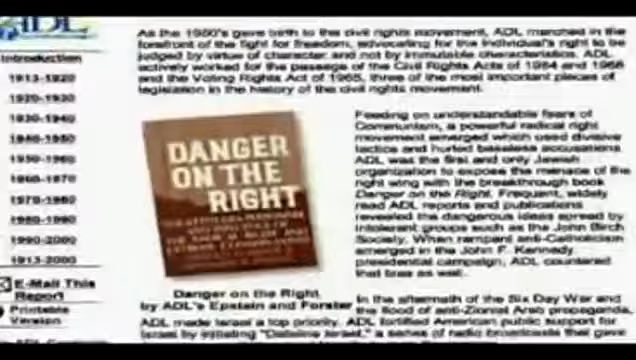 ADL
Introduction
1913-1920
1920-1930
1930-1940
1940-1950
1950-1960
1960-1970
1970-1980
1980-1990
1990-2000
1913-2000
E-Mail This
Report
Printable
Version
As the 1950's gave birth to the civil rights movement, ADL marched in the
forefront of the fight for freedom, advocating for the individual's right to be
judged by virtue of character and not by immutable characteristics. ADL
actively worked for the passage of the Civil Rights Acts of 1964 and 1968
and the Voting Rights Act of 1965, three of the most important pieces of
legislation in the history of the civil rights movement.
DANGER
ON THE
RIGHT
Danger on the Right
by ADL's Epstein and Forster
Feeding on understandable fears of
Communism, a powerful radical right
movement emerged which used divisive
tactics and hurled baseless accusations.
ADL was the first and only Jewish
organization to expose the menace of the
right wing with the breakthrough book
Danger on the Right. Frequent, widely
read ADL reports and publications
revealed the dangerous ideas spread by
intolerant groups such as the John Birch
Society. When rampant anti-Catholicism
emerged in the John F. Kennedy
presidential campaign, ADL countered
that bias as well.
In the aftermath of the Six Day War and
the flood of anti-Zionist Arab propaganda,
ADL made Israel a top priority. ADL fortified American public support for
Israel by initiating "Dateline Israel," a series of radio broadcasts that gave